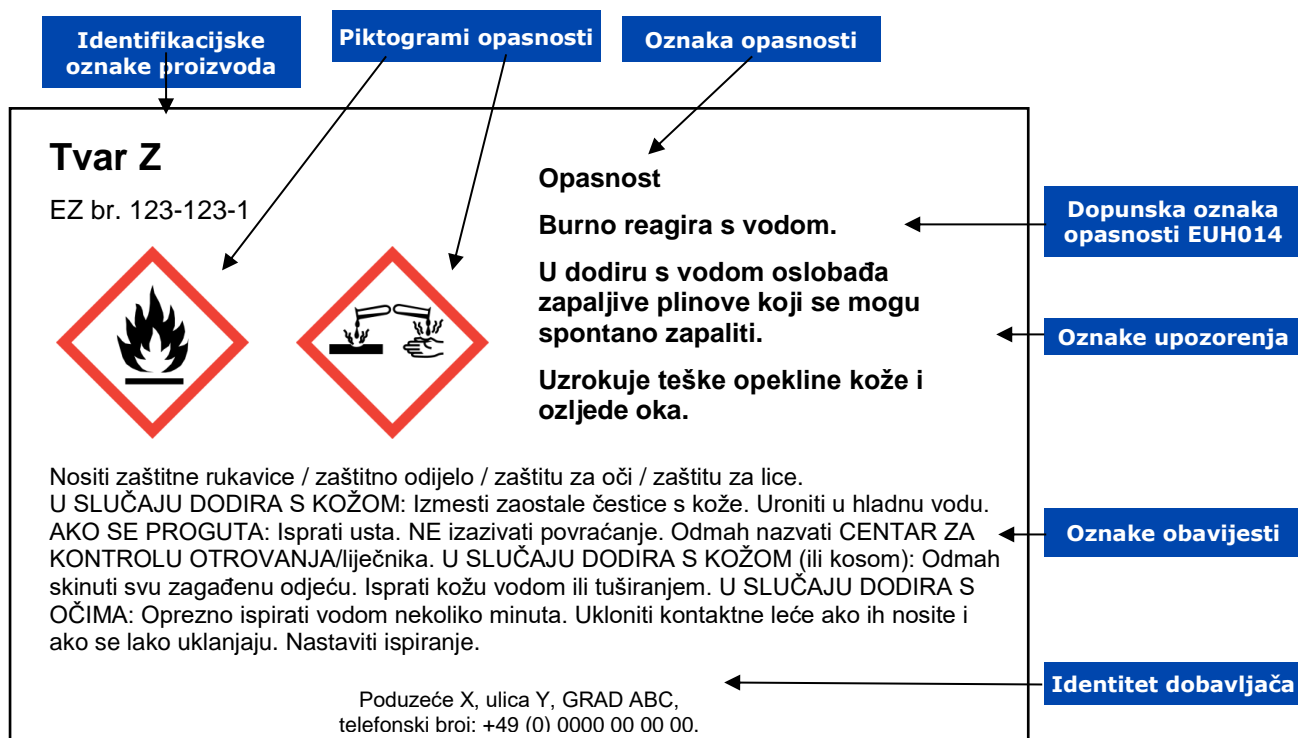 Identifikacijske
oznake proizvoda
Piktogrami opasnosti
Oznaka opasnosti
Tvar Z
EZ br. 123-123-1
Opasnost
Burno reagira s vodom.
U dodiru s vodom oslobađa
zapaljive plinove koji se mogu
spontano zapaliti.
Uzrokuje teške opekline kože i
ozljede oka.
Dopunska oznaka
opasnosti EUH014
Oznake upozorenja
Nositi zaštitne rukavice / zaštitno odijelo / zaštitu za oči / zaštitu za lice.
U SLUČAJU DODIRA S KOŽOM: Izmesti zaostale čestice s kože. Uroniti u hladnu vodu.
AKO SE PROGUTA: Isprati usta. NE izazivati povraćanje. Odmah nazvati CENTAR ZA
KONTROLU OTROVANJA/liječnika. U SLUČAJU DODIRA S KOŽOM (ili kosom): Odmah
skinuti svu zagađenu odjeću. Isprati kožu vodom ili tuširanjem. U SLUČAJU DODIRA S
OČIMA: Oprezno ispirati vodom nekoliko minuta. Ukloniti kontaktne leće ako ih nosite i
ako se lako uklanjaju. Nastaviti ispiranje.
Oznake obavijesti
Poduzeće X, ulica Y, GRAD ABC,
telefonski broj: +49 (0) 0000 00 00 00.
Identitet dobavljača